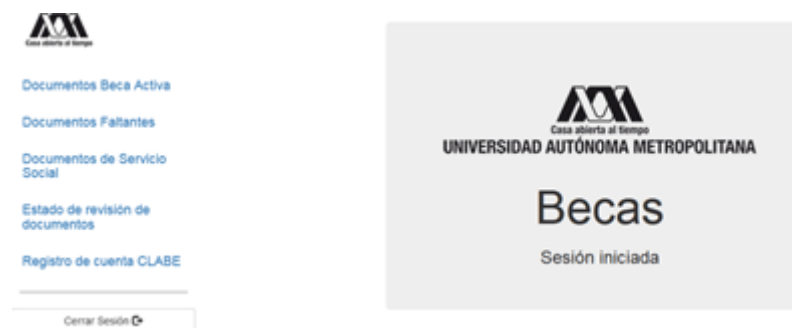 Casa abierta al tiempo
Documentos Beca Activa
Documentos Faltantes
Documentos de Servicio
Social
Estado de revisión de
documentos
Registro de cuenta CLABE
Cerrar Sesión
Casa abierta al tiempo
UNIVERSIDAD AUTÓNOMA METROPOLITANA
Becas
Sesión iniciada